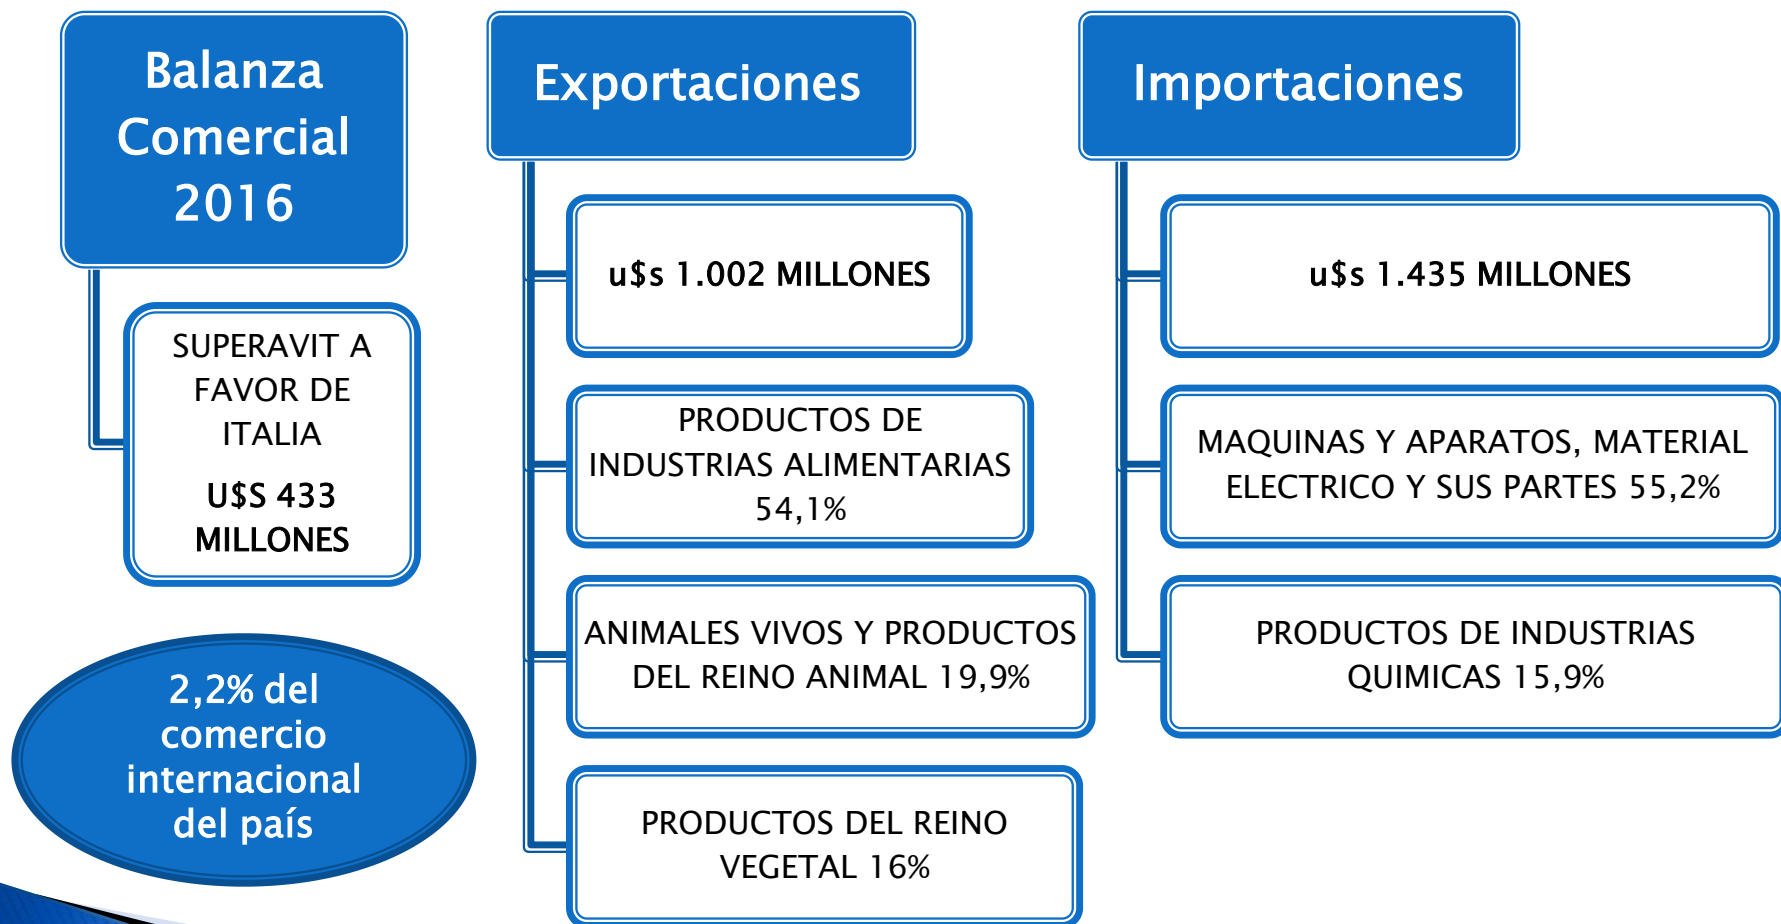 Balanza
Comercial
2016
SUPERAVIT A
FAVOR DE
ITALIA
U$S 433
MILLONES
2,2% del
comercio
internacional
del país
Exportaciones
u$s 1.002 MILLONES
PRODUCTOS DE
INDUSTRIAS ALIMENTARIAS
54,1%
ANIMALES VIVOS Y PRODUCTOS
DEL REINO ANIMAL 19,9%
PRODUCTOS DEL REINO
VEGETAL 16%
Importaciones
u$s 1.435 MILLONES
MAQUINAS Y APARATOS, MATERIAL
ELECTRICO Y SUS PARTES 55,2%
PRODUCTOS DE INDUSTRIAS
QUIMICAS 15,9%